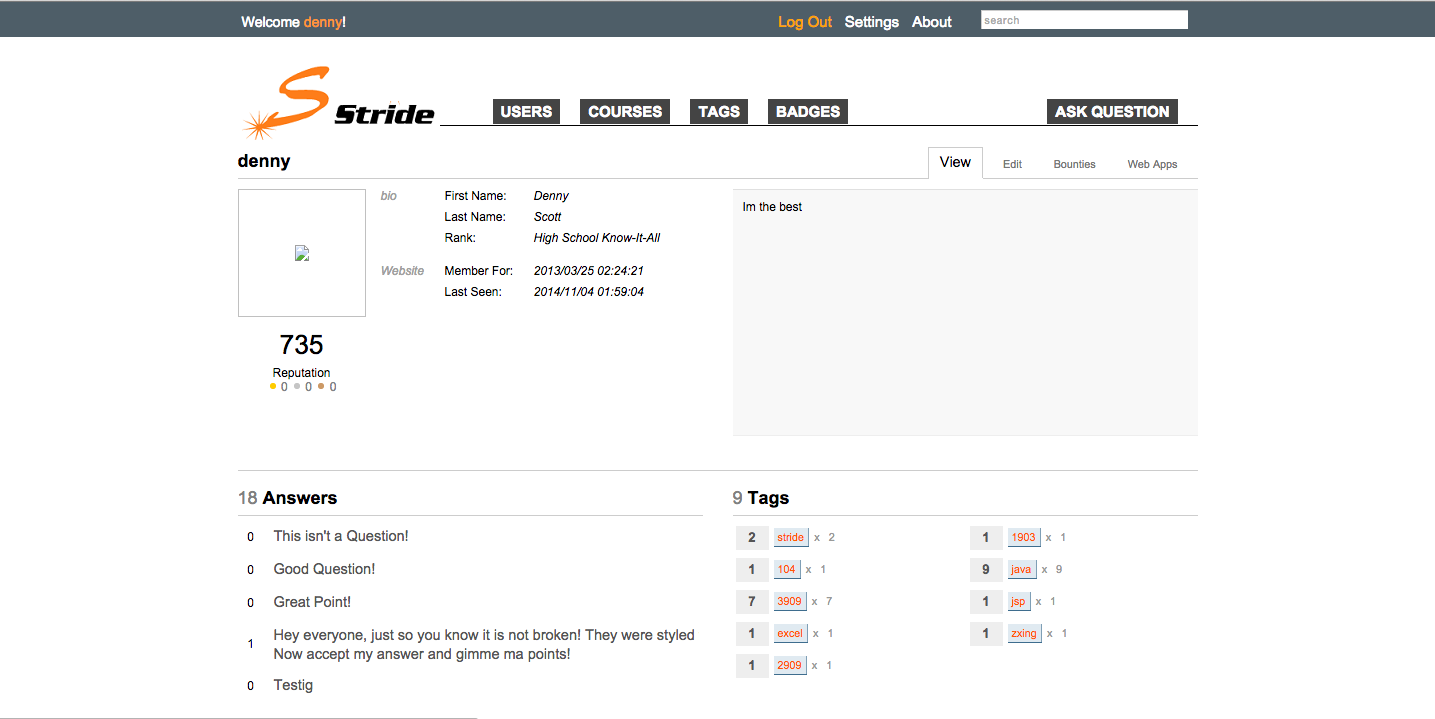 Welcome denny!
Log Out Settings About search
S Stride
USERS COURSES TAGS BADGES ASK QUESTION
denny
View Edit Bounties Web Apps
bio First Name: Denny
Last Name: Scott
Rank: High School Know-It-All
Website Member For: 2013/03/25 02:24:21
Last Seen: 2014/11/04 01:59:04
735
Reputation
0 0 0
Im the best
18 Answers
0 This isn't a Question!
0 Good Question!
0 Great Point!
1 Hey everyone, just so you know it is not broken! They were styled
Now accept my answer and gimme ma points!
0 Testig
9 Tags
2 stride x 2
1 104 x 1
7 3909 x 7
1 excel x 1
1 2909 x 1
1 1903 x 1
9 java x 9
1 jsp x 1
1 zxing x 1